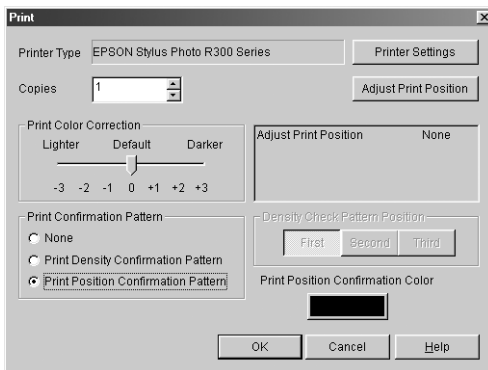 Print
Printer Type EPSON Stylus Photo R300 Series Printer Settings
Copies 1 Adjust Print Position
Print Color Correction
Lighter Default Darker
-3 -2 -1 0 +1 +2 +3
Adjust Print Position None
Print Confirmation Pattern
None
Print Density Confirmation Pattern
Print Position Confirmation Pattern
Density Check Pattern Position
First Second Third
Print Position Confirmation Color
OK Cancel Help